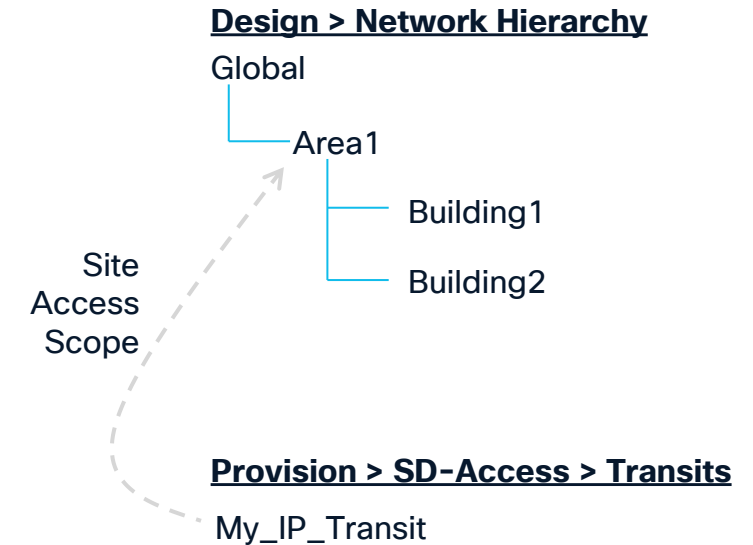 Design > Network Hierarchy
Global
Area1
Building1
Building2
Site
Access
Scope
Provision > SD-Access > Transits
My_IP_Transit